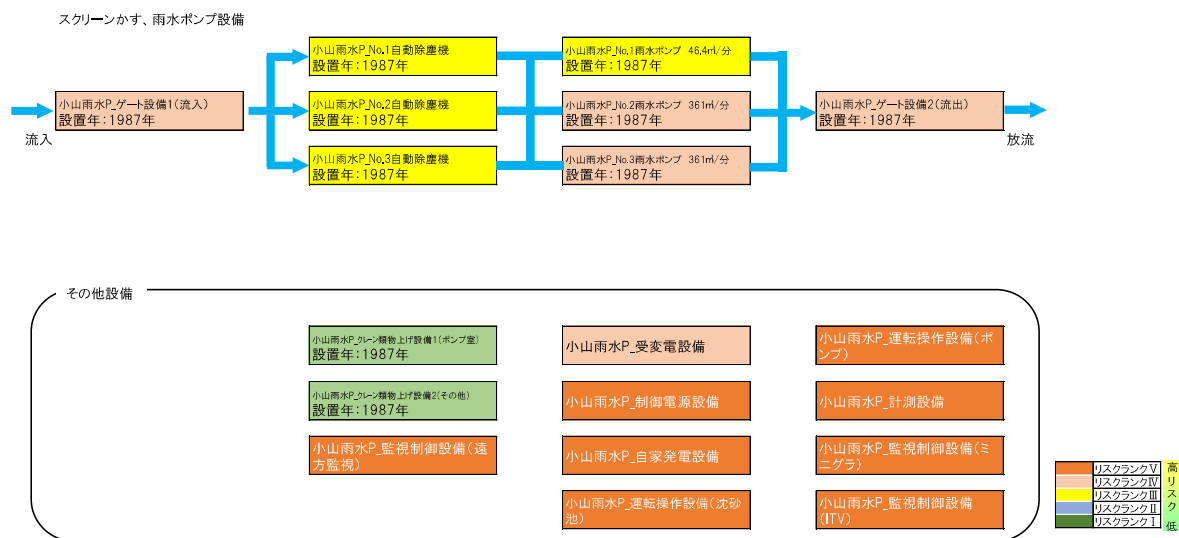 スクリーンかす、雨水ポンプ設備
小山雨水P_No.1自動除塵機
設置年:1987年
小山雨水P_No.1雨水ポンプ 46.4㎥/分
設置年:1987年
小山雨水P_ゲート設備1(流入)
設置年:1987年
小山雨水P_No.2自動除塵機
設置年:1987年
小山雨水P_No.2雨水ポンプ 361㎥/分
設置年:1987年
小山雨水P_ゲート設備2(流出)
設置年:1987年
流入
放流
小山雨水P_No.3自動除塵機
設置年:1987年
小山雨水P_No.3雨水ポンプ 361㎥/分
設置年:1987年
その他設備
小山雨水P_クレーン類物上げ設備1(ポンプ室)
設置年:1987年
小山雨水P_受変電設備
小山雨水P_運転操作設備(ポ
ンプ)
小山雨水P_クレーン類物上げ設備2(その他)
設置年:1987年
小山雨水P_制御電源設備
小山雨水P_計測設備
小山雨水P_監視制御設備(遠
方監視)
小山雨水P_自家発電設備
小山雨水P_監視制御設備(ミ
ニグラ)
小山雨水P_運転操作設備(沈砂
池)
小山雨水P_監視制御設備
(ITV)
リスクランクⅤ
リスクランクⅣ
リスクランクⅢ
リスクランクⅡ
リスクランクⅠ
高
リ
ス
ク
低